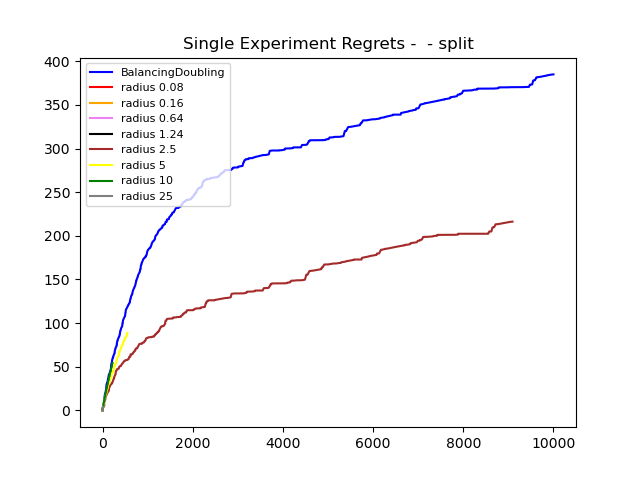 Single Experiment Regrets -  - split
BalancingDoubling
radius 0.08
radius 0.16
radius 0.64
radius 1.24
radius 2.5
radius 5
radius 10
radius 25
400
350
300
250
200
150
100
50
0
0 2000 4000 6000 8000 10000